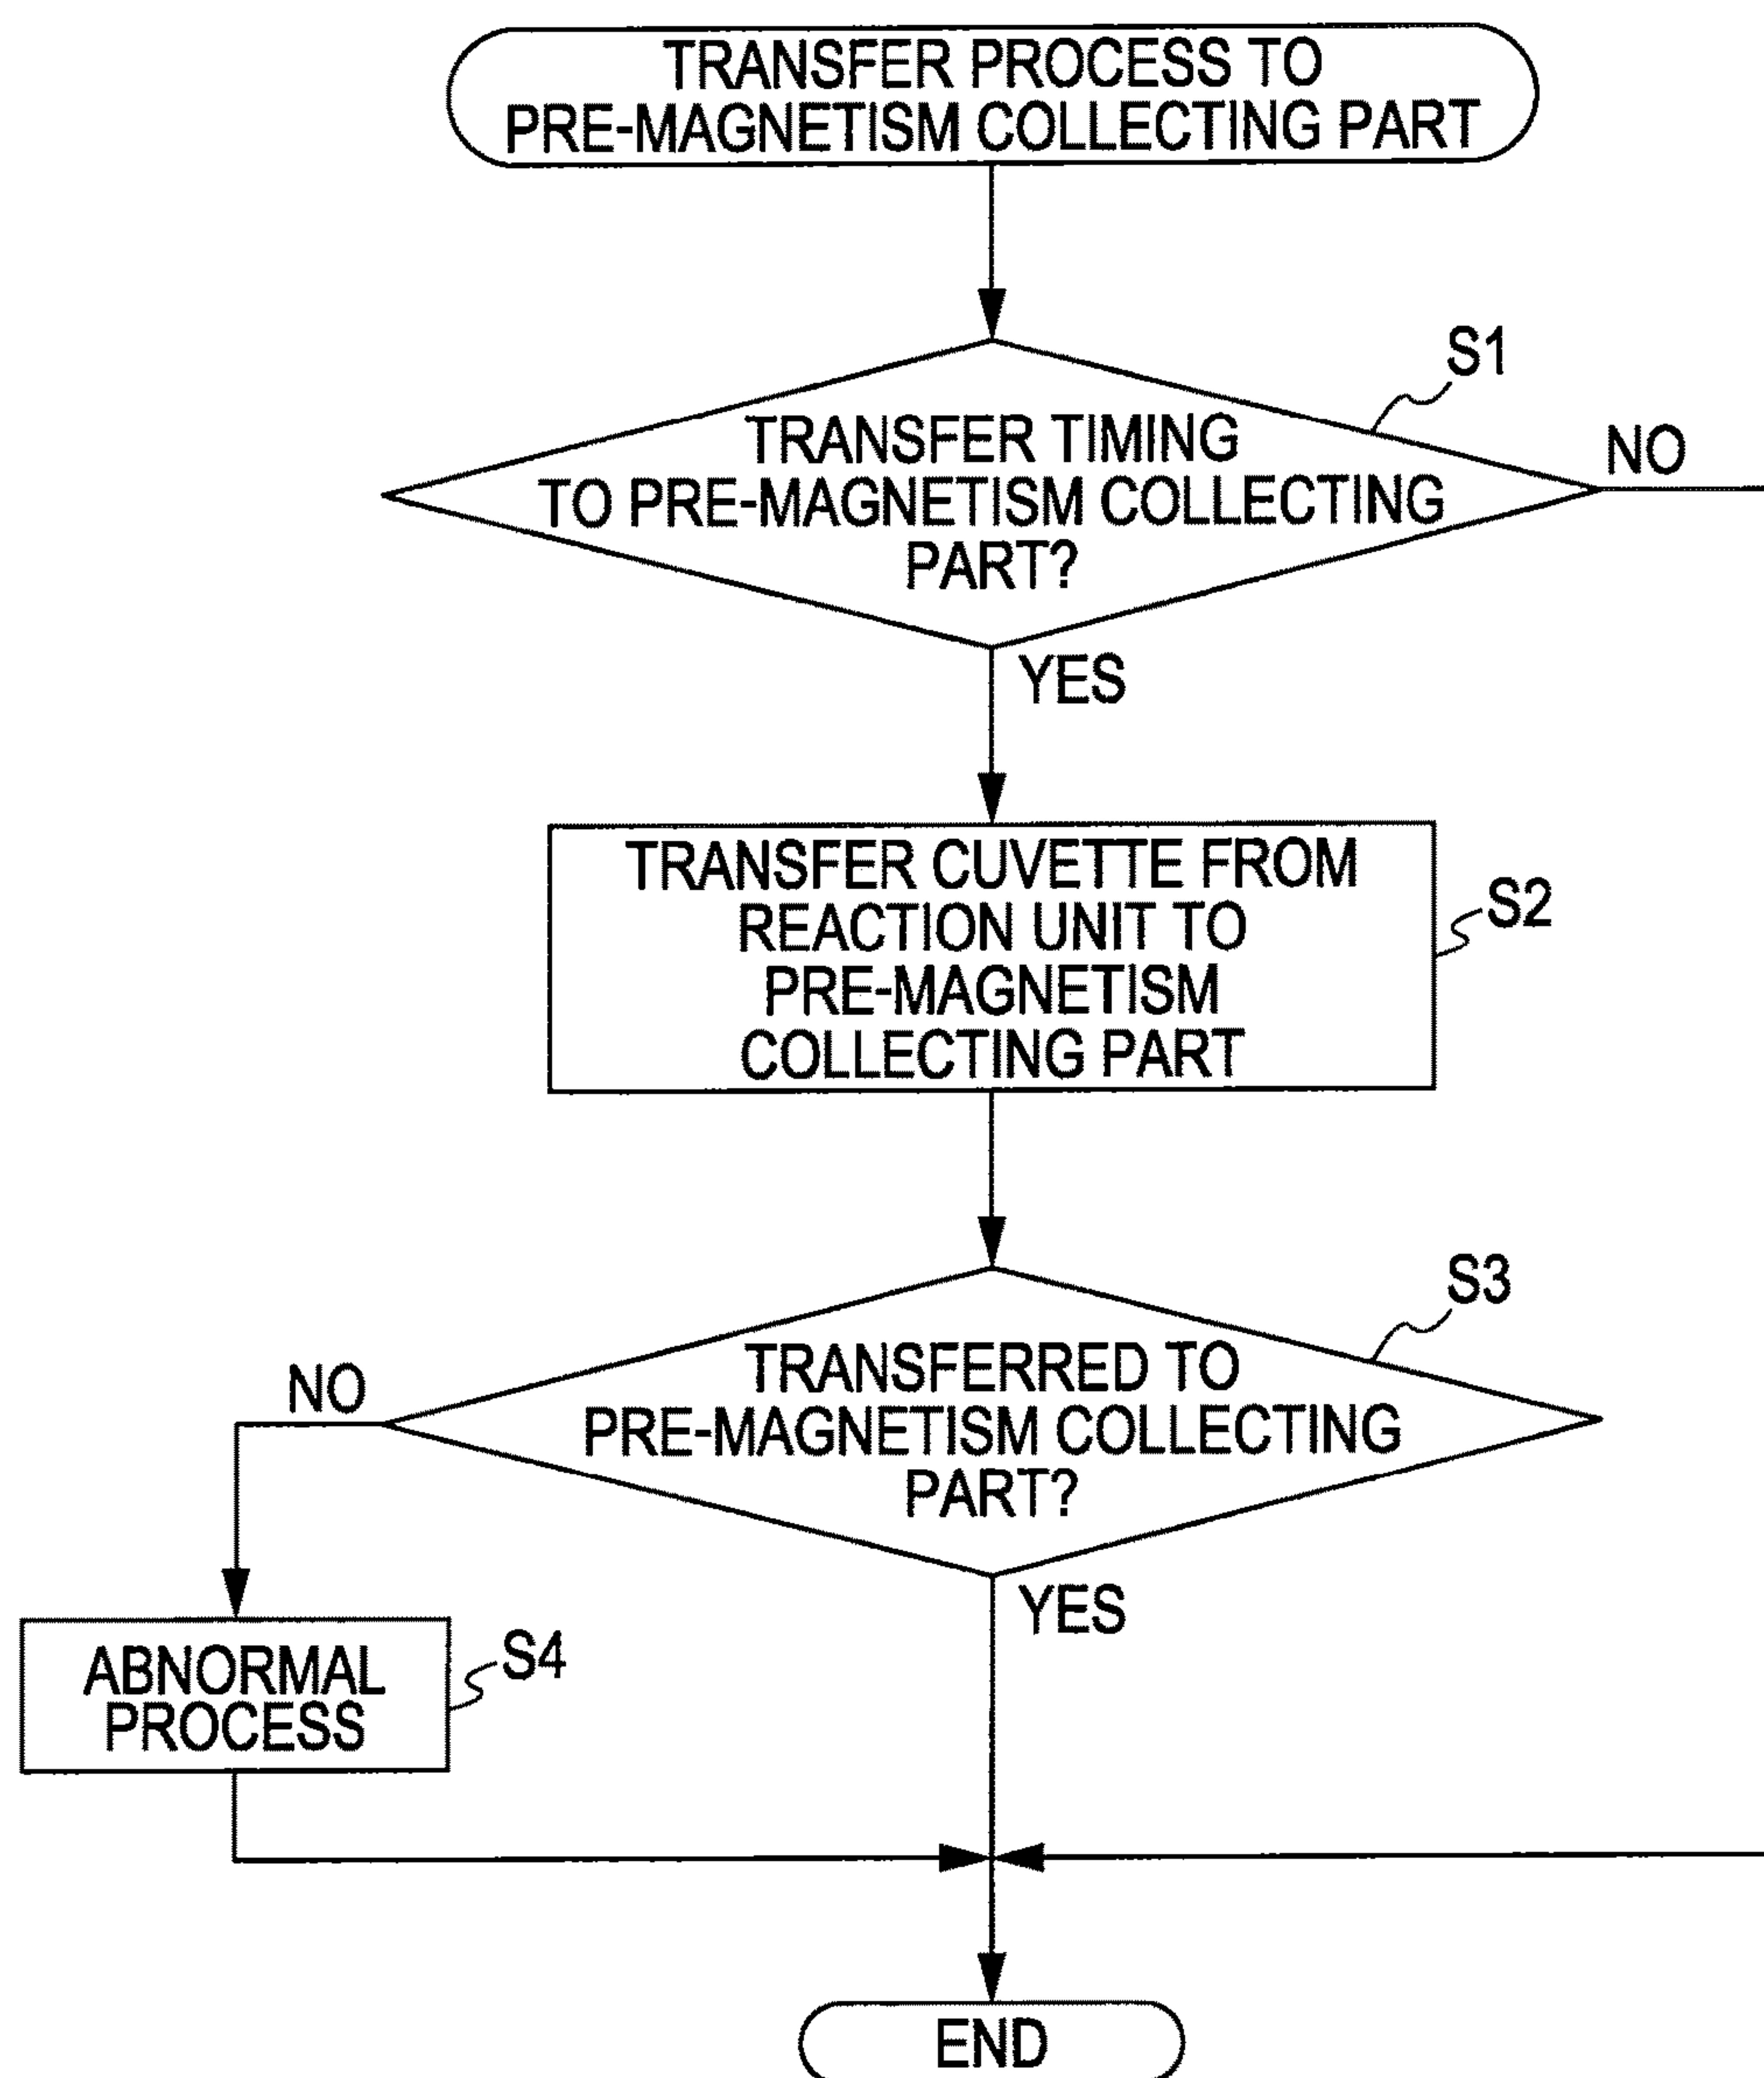 TRANSFER PROCESS TO
PRE-MAGNETISM COLLECTING PART
S1
TRANSFER TIMING
TO PRE-MAGNETISM COLLECTING
PART?
NO
YES
TRANSFER CUVETTE FROM
REACTION UNIT TO
PRE-MAGNETISM
COLLECTING PART
S2
S3
TRANSFERRED TO
PRE-MAGNETISM COLLECTING
PART?
NO
YES
ABNORMAL
PROCESS
S4
END